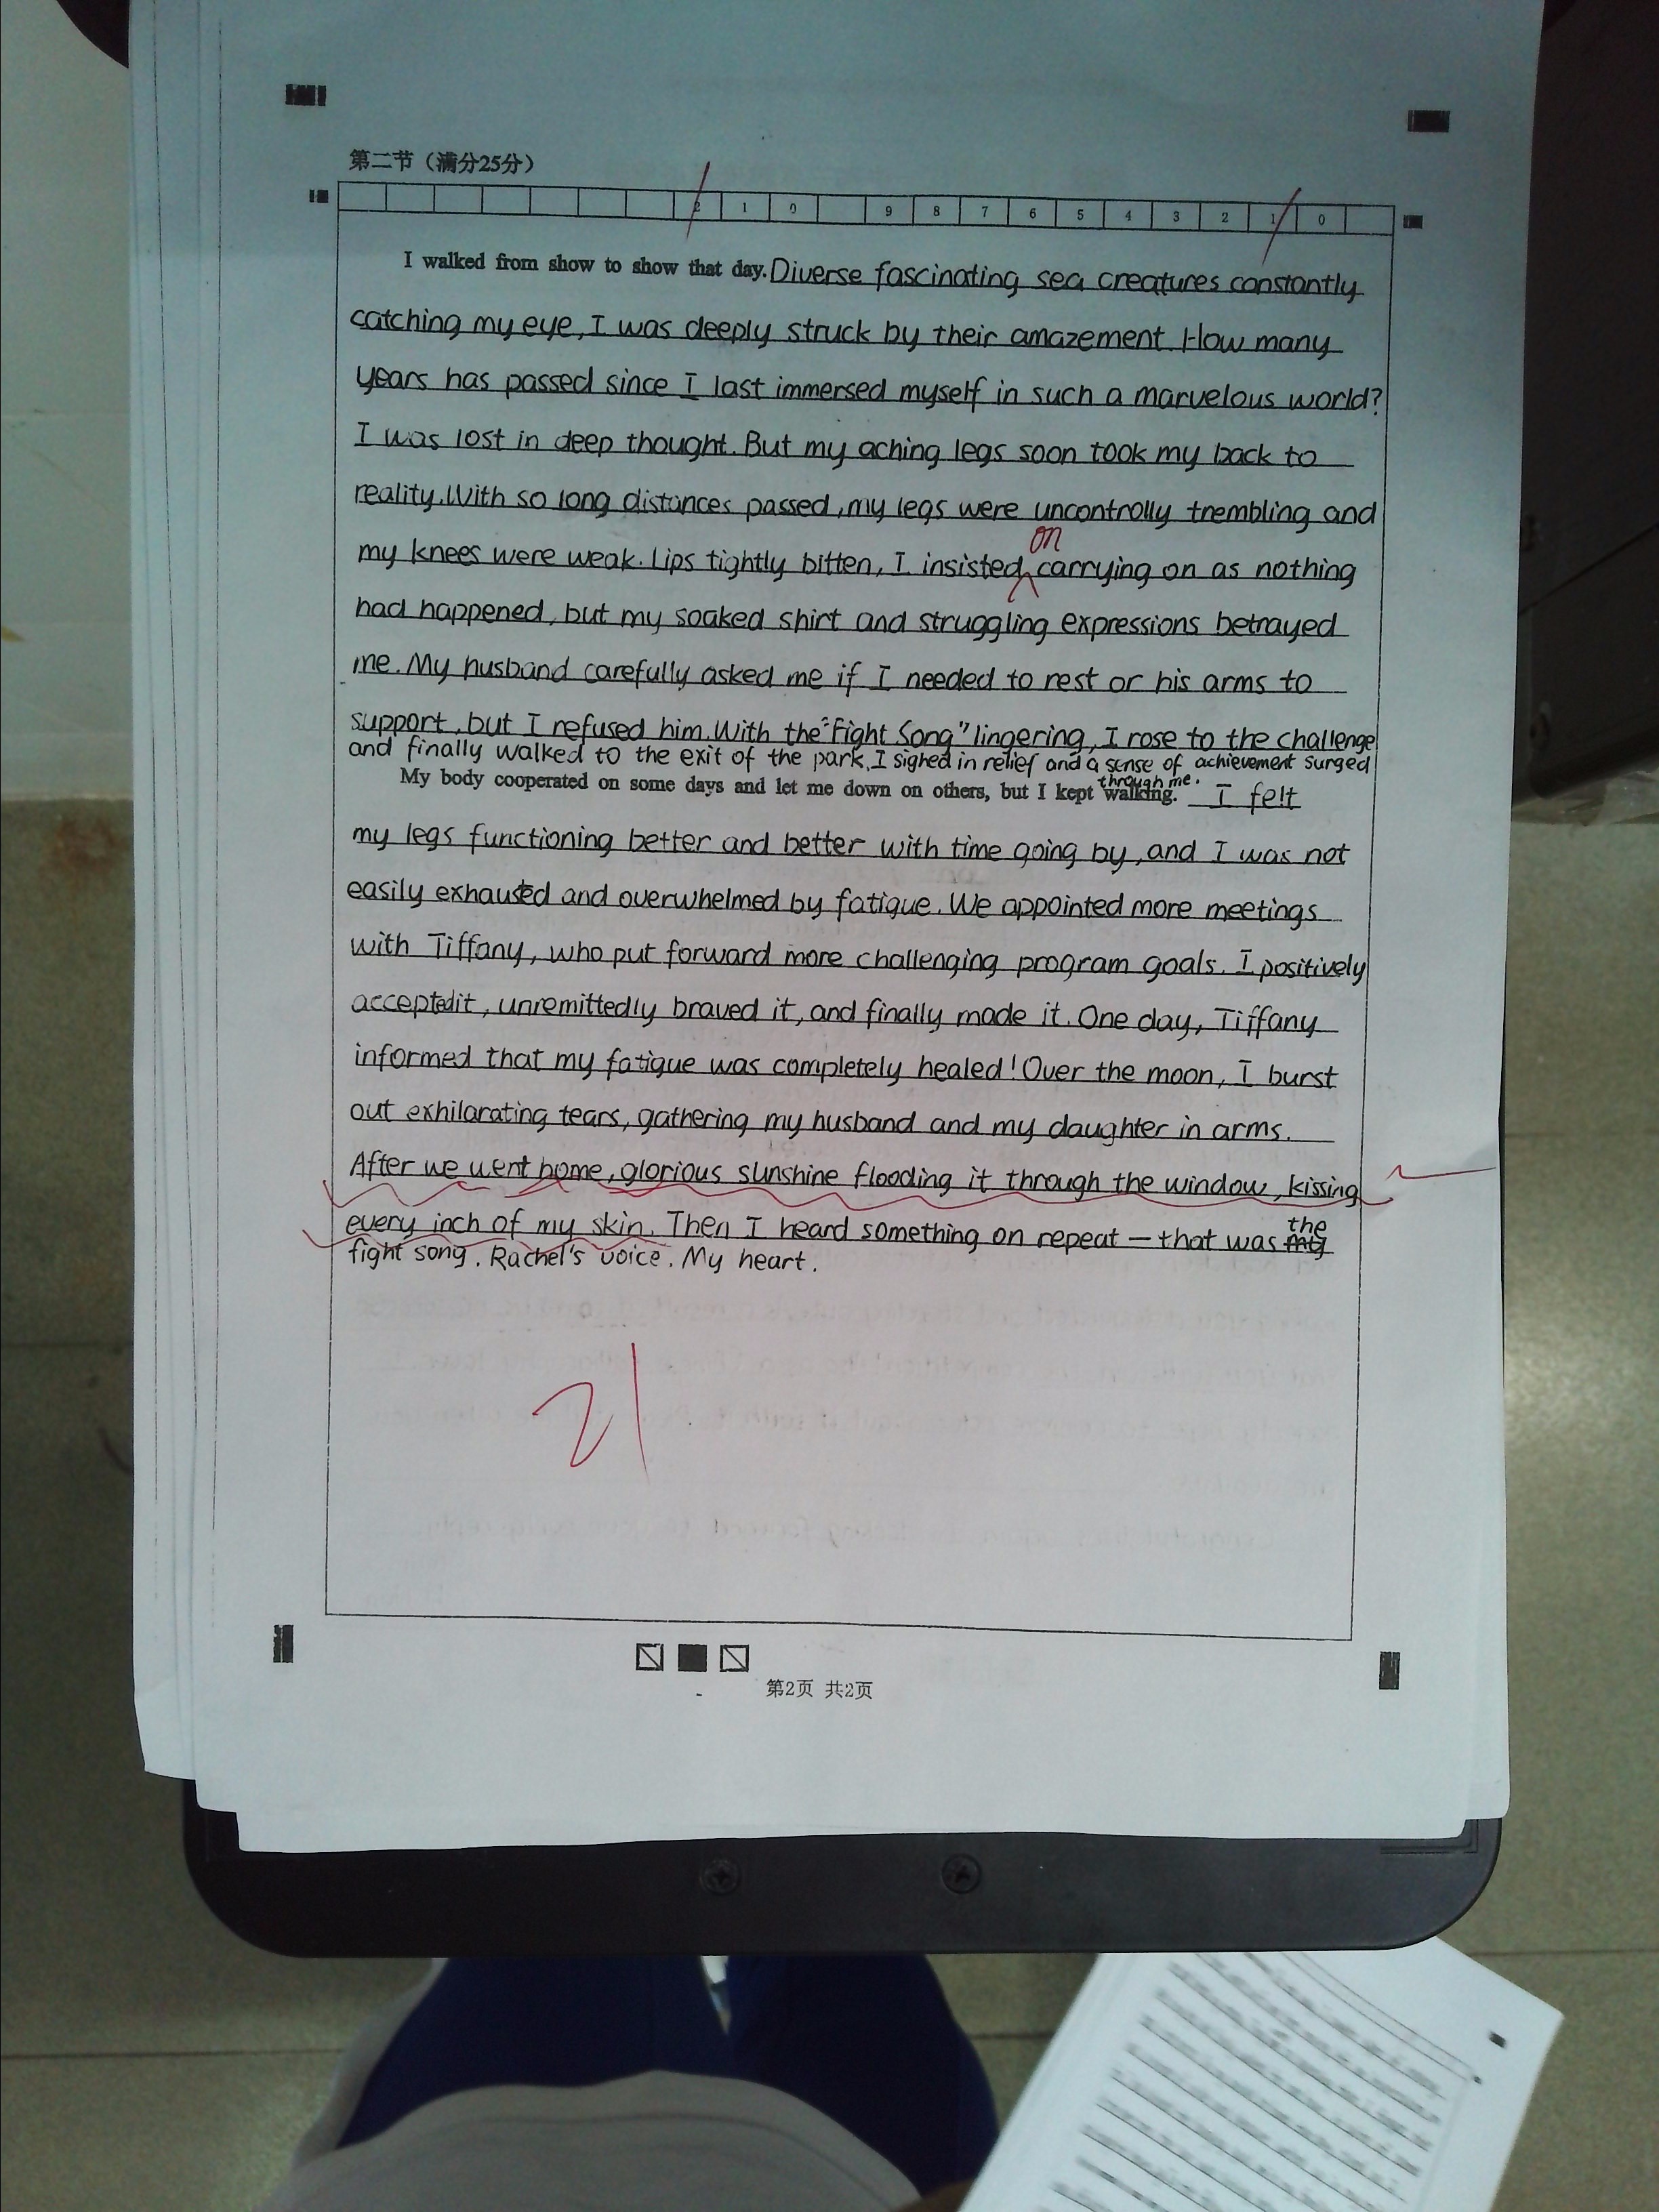 第二节（满分25分）
2 1 0 9 8 7 6 5 4 3 2 1 0
I walked from show to show that day. Diverse fascinating sea creatures constantly
catching my eye, I was deeply struck by their amazement. How many
years has passed since I last immersed myself in such a marvelous world?
I was lost in deep thought. But my aching legs soon took my back to
reality. With so long distances passed, my legs were uncontrolly trembling and
on
my knees were weak. Lips tightly bitten, I insisted carrying on as nothing
had happened, but my soaked shirt and struggling expressions betrayed
me. My husband carefully asked me if I needed to rest or his arms to
support, but I refused him. With the "Fight Song" lingering, I rose to the challenge
and finally walked to the exit of the park. I sighed in relief and a sense of achievement surged
through me.
My body cooperated on some days and let me down on others, but I kept walking. I felt
my legs functioning better and better with time going by, and I was not
easily exhausted and overwhelmed by fatigue. We appointed more meetings
with Tiffany, who put forward more challenging program goals. I positively
accepted it, unremittedly braved it, and finally made it. One day, Tiffany
informed that my fatigue was completely healed! Over the moon, I burst
out exhilarating tears, gathering my husband and my daughter in arms.
After we went home, glorious sunshine flooding it through the window, kissing
every inch of my skin. Then I heard something on repeat — that was the
fight song. Rachel's voice. My heart.
21
第2页 共2页